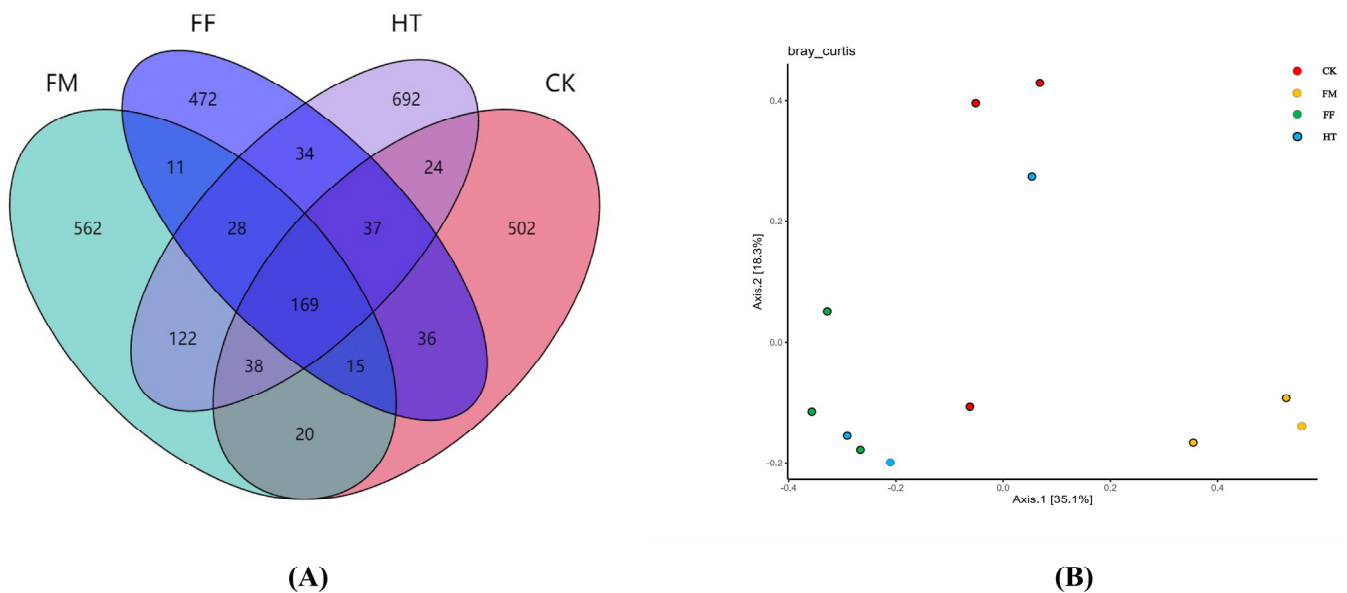 FF
HT
FM
CK
472
692
11
34
24
562
28
37
502
169
122
38
15
36
20
(A)
bray_curtis
CK
FM
FF
HT
Axis.2 [18.3%]
0.4
0.2
0.0
-0.2
-0.4
-0.2
0.0
0.2
0.4
Axis.1 [35.1%]
(B)